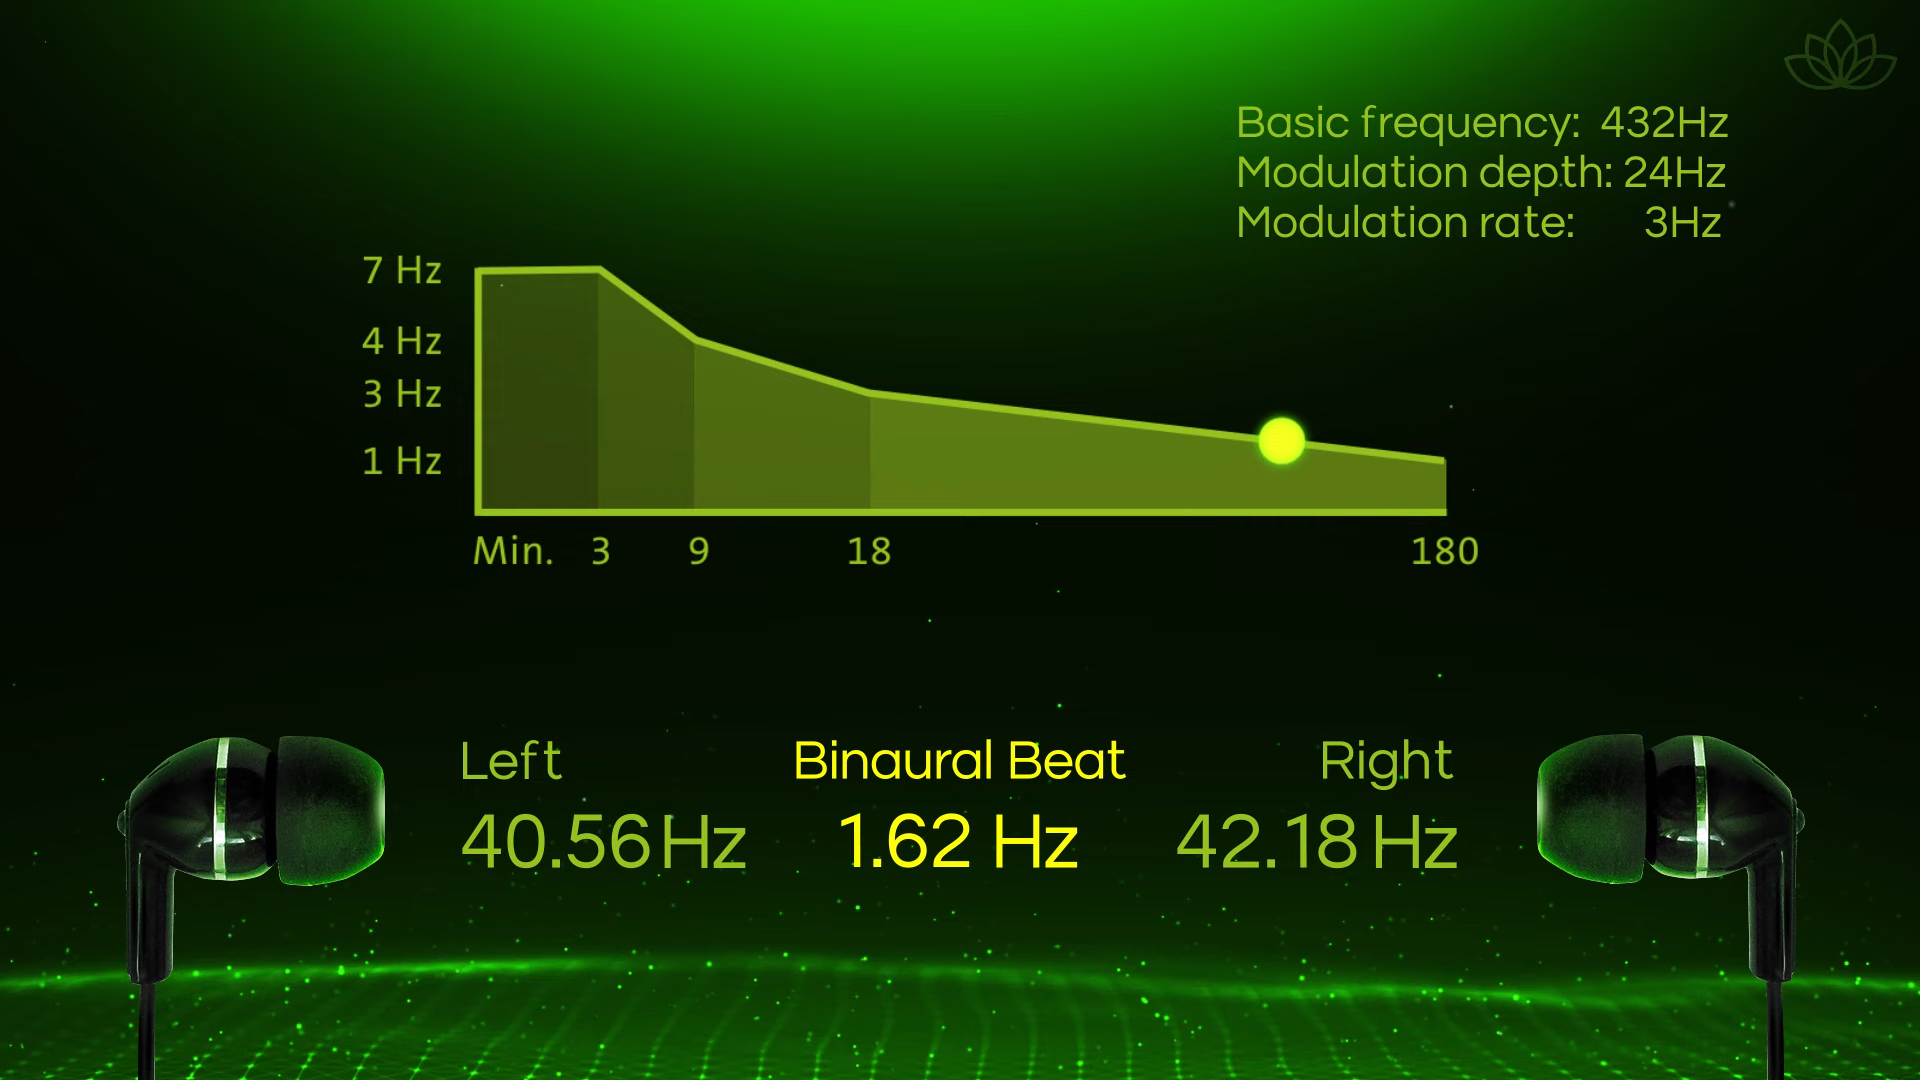 Basic frequency: 432Hz
Modulation depth: 24Hz
Modulation rate: 3Hz
7 Hz
4 Hz
3 Hz
1 Hz
Min. 3 9 18 180
Left Binaural Beat Right
40.56 Hz 1.62 Hz 42.18 Hz